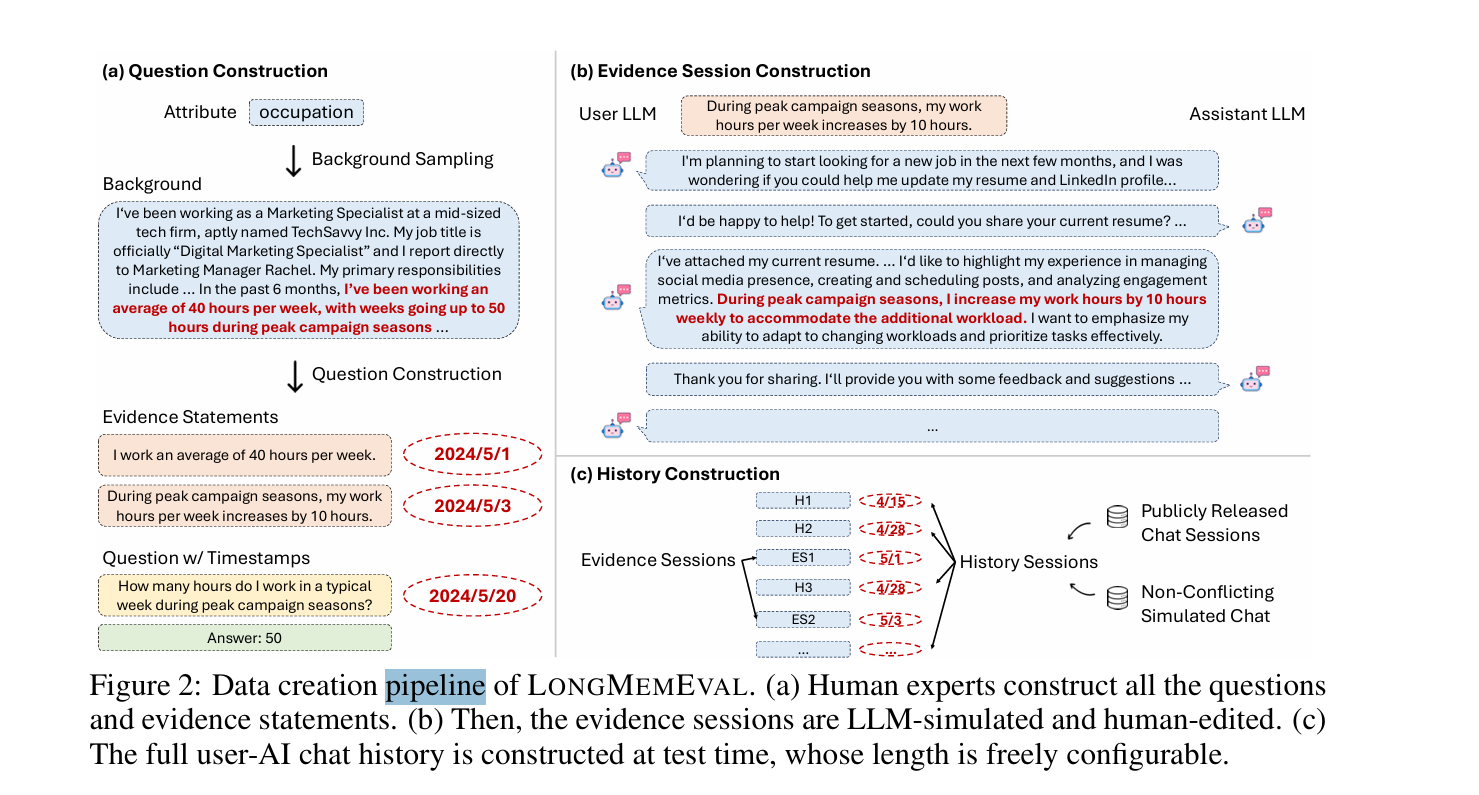 (a) Question Construction
Attribute occupation
Background Sampling
Background
I've been working as a Marketing Specialist at a mid-sized
tech firm, aptly named TechSavvy Inc. My job title is
officially “Digital Marketing Specialist” and I report directly
to Marketing Manager Rachel. My primary responsibilities
include ... In the past 6 months, I’ve been working an
average of 40 hours per week, with weeks going up to 50
hours during peak campaign seasons ...
Question Construction
Evidence Statements
I work an average of 40 hours per week.
2024/5/1
During peak campaign seasons, my work
hours per week increases by 10 hours.
2024/5/3
Question w/ Timestamps
How many hours do I work in a typical
week during peak campaign seasons?
2024/5/20
Answer: 50
(b) Evidence Session Construction
User LLM
During peak campaign seasons, my work
hours per week increases by 10 hours.
Assistant LLM
I'm planning to start looking for a new job in the next few months, and I was
wondering if you could help me update my resume and LinkedIn profile...
I‘d be happy to help! To get started, could you share your current resume? ...
I‘ve attached my current resume. ... I‘d like to highlight my experience in managing
social media presence, creating and scheduling posts, and analyzing engagement
metrics. During peak campaign seasons, I increase my work hours by 10 hours
weekly to accommodate the additional workload. I want to emphasize my
ability to adapt to changing workloads and prioritize tasks effectively.
Thank you for sharing. I‘ll provide you with some feedback and suggestions ...
...
(c) History Construction
H1 4/15
H2 4/28
ES1 5/1
H3 4/28
ES2 5/3
... ...
Evidence Sessions
History Sessions
Publicly Released
Chat Sessions
Non-Conflicting
Simulated Chat
Figure 2: Data creation pipeline of LONGMEMEVAL. (a) Human experts construct all the questions
and evidence statements. (b) Then, the evidence sessions are LLM-simulated and human-edited. (c)
The full user-AI chat history is constructed at test time, whose length is freely configurable.